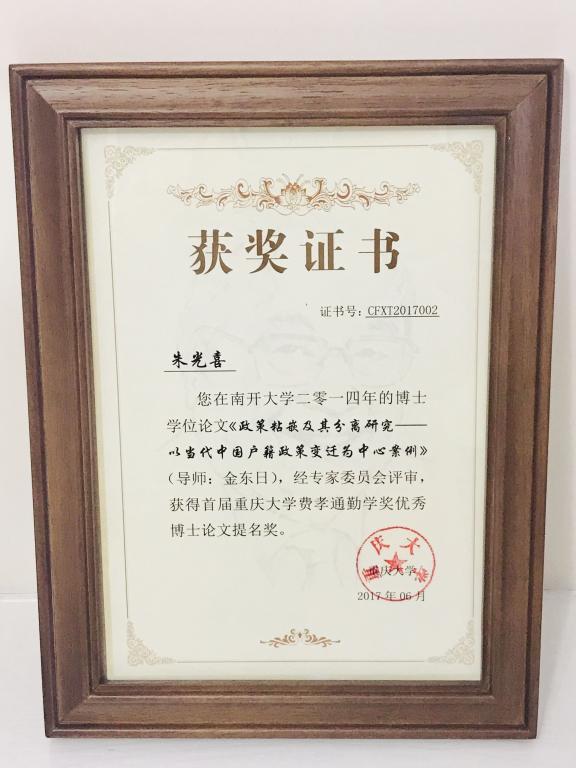 获奖证书
证书号：CFXT2017002
朱光喜
您在南开大学二零一四年的博士
学位论文《政策粘嵌及其分离研究——
以当代中国户籍政策变迁为中心案例》
（导师：金东日），经专家委员会评审，
获得首届重庆大学费孝通勤学奖优秀
博士论文提名奖。
重庆大学
重庆大学
2017年06月